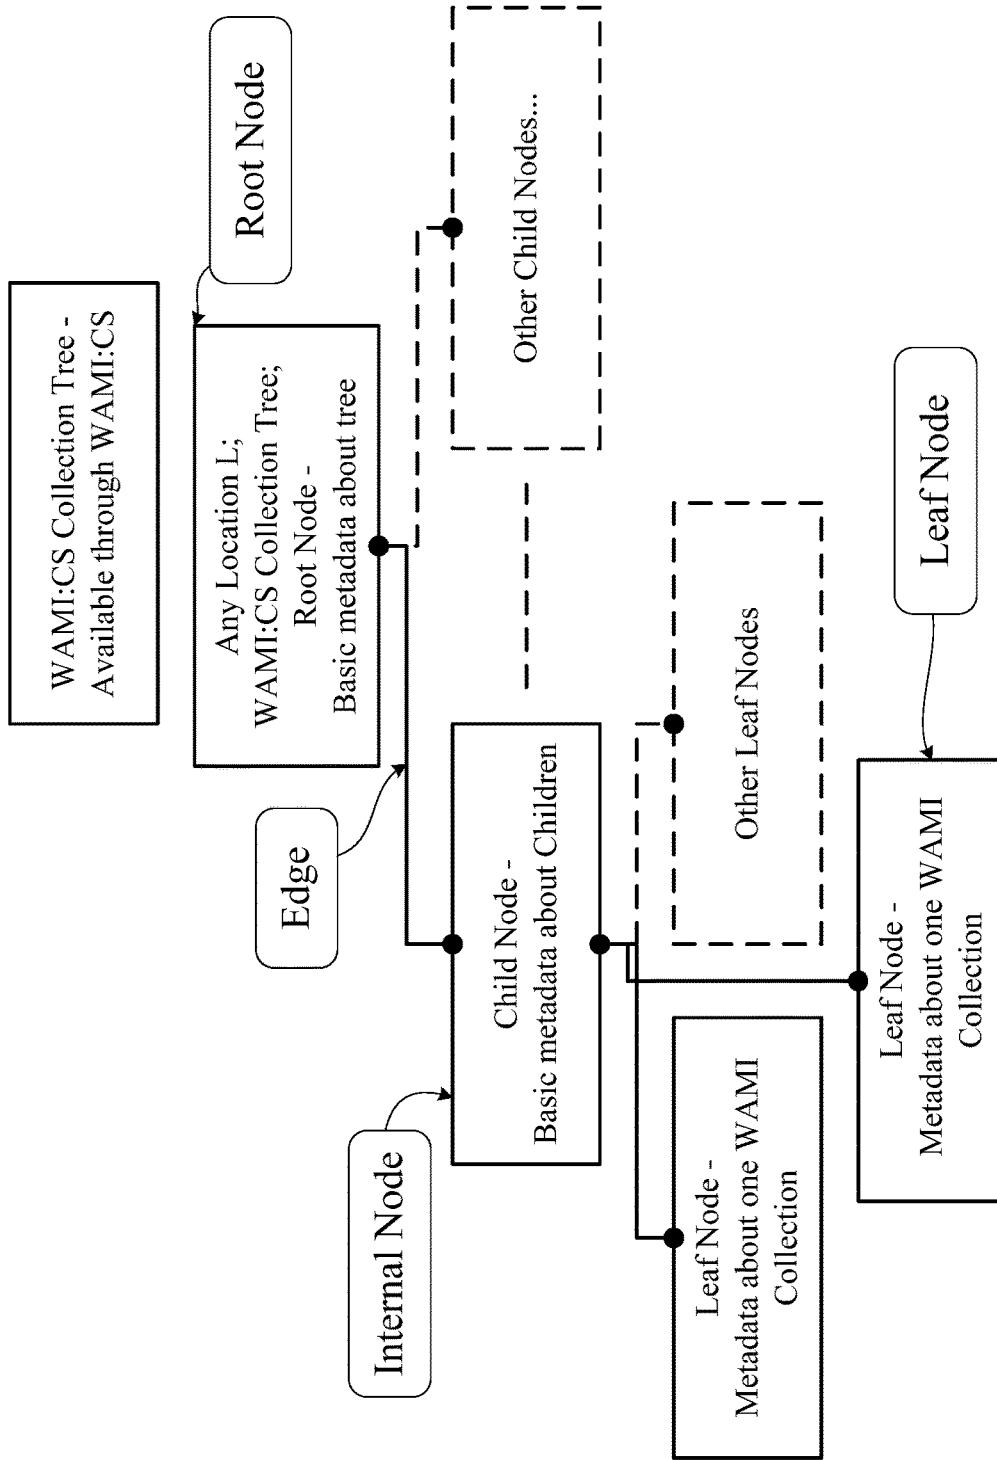 WAMI:CS Collection Tree -
Available through WAMI:CS
Root Node
Any Location L;
WAMI:CS Collection Tree;
Root Node -
Basic metadata about tree
Edge
Internal Node
Child Node -
Basic metadata about Children
Other Child Nodes...
Leaf Node -
Metadata about one WAMI
Collection
Other Leaf Nodes
Leaf Node
Leaf Node -
Metadata about one WAMI
Collection